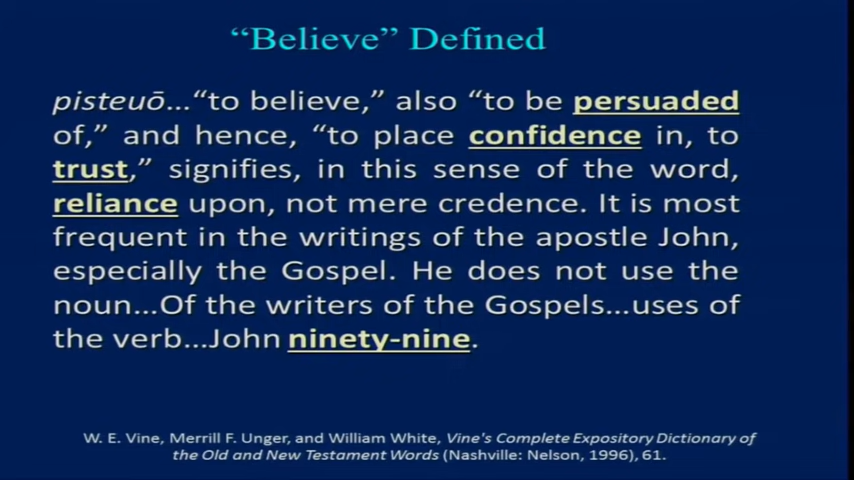 “Believe” Defined
pisteuō...“to believe,” also “to be persuaded
of,” and hence, “to place confidence in, to
trust,” signifies, in this sense of the word,
reliance upon, not mere credence. It is most
frequent in the writings of the apostle John,
especially the Gospel. He does not use the
noun...Of the writers of the Gospels...uses of
the verb...John ninety-nine.
W. E. Vine, Merrill F. Unger, and William White, Vine's Complete Expository Dictionary of
the Old and New Testament Words (Nashville: Nelson, 1996), 61.